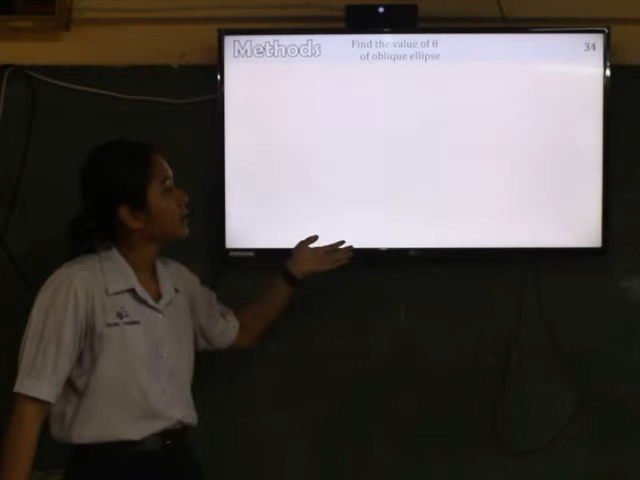 Methods
Find the value of θ
of oblique ellipse
34